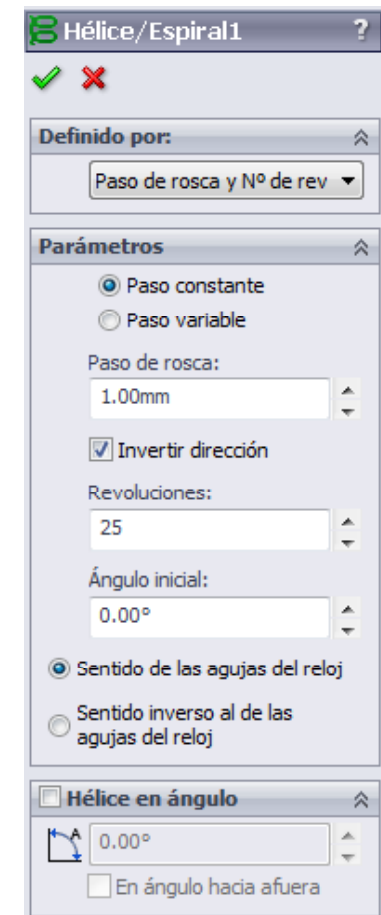 Hélice/Espiral1 ?
Definido por:
Paso de rosca y Nº de rev
Parámetros
Paso constante
Paso variable
Paso de rosca:
1.00mm
Invertir dirección
Revoluciones:
25
Ángulo inicial:
0.00°
Sentido de las agujas del reloj
Sentido inverso al de las
agujas del reloj
Hélice en ángulo
A
0.00°
En ángulo hacia afuera